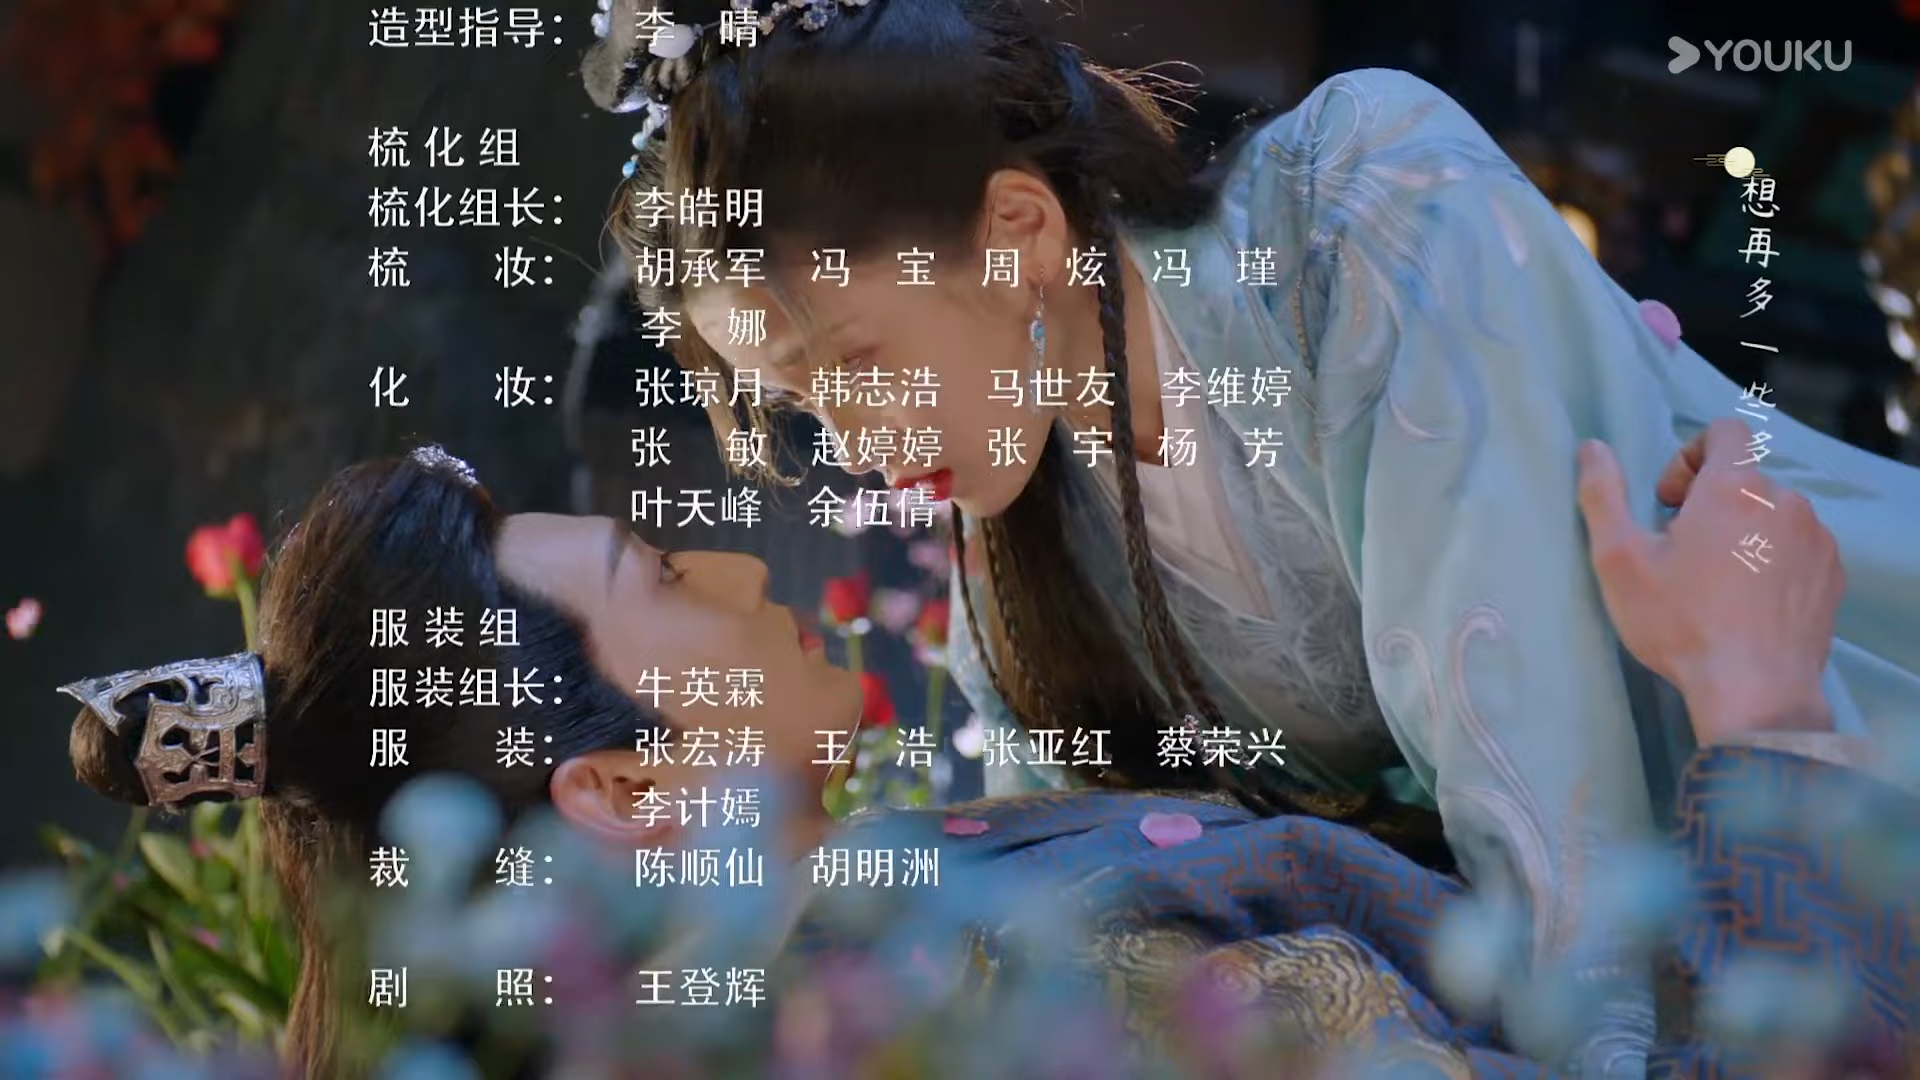 造型指导： 李 晴
YOUKU
梳化组
梳化组长： 李皓明
梳 妆： 胡承军 冯 宝 周 炫 冯 瑾
李 娜
化 妆： 张琼月 韩志浩 马世友 李维婷
张 敏 赵婷婷 张 宇 杨 芳
叶天峰 余伍倩
服装组
服装组长： 牛英霖
服 装： 张宏涛 王 浩 张亚红 蔡荣兴
李计嫣
裁 缝： 陈顺仙 胡明洲
剧 照： 王登辉
想再多一些多一些